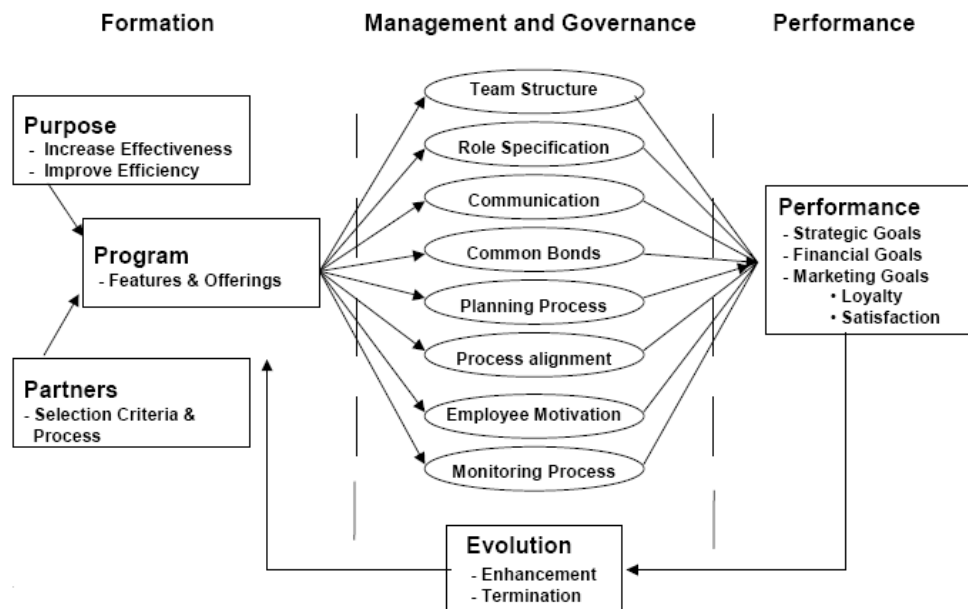 Formation
Management and Governance
Performance
Purpose
- Increase Effectiveness
- Improve Efficiency
Program
- Features & Offerings
Partners
- Selection Criteria &
Process
Team Structure
Role Specification
Communication
Common Bonds
Planning Process
Process alignment
Employee Motivation
Monitoring Process
Performance
- Strategic Goals
- Financial Goals
- Marketing Goals
• Loyalty
• Satisfaction
Evolution
- Enhancement
- Termination